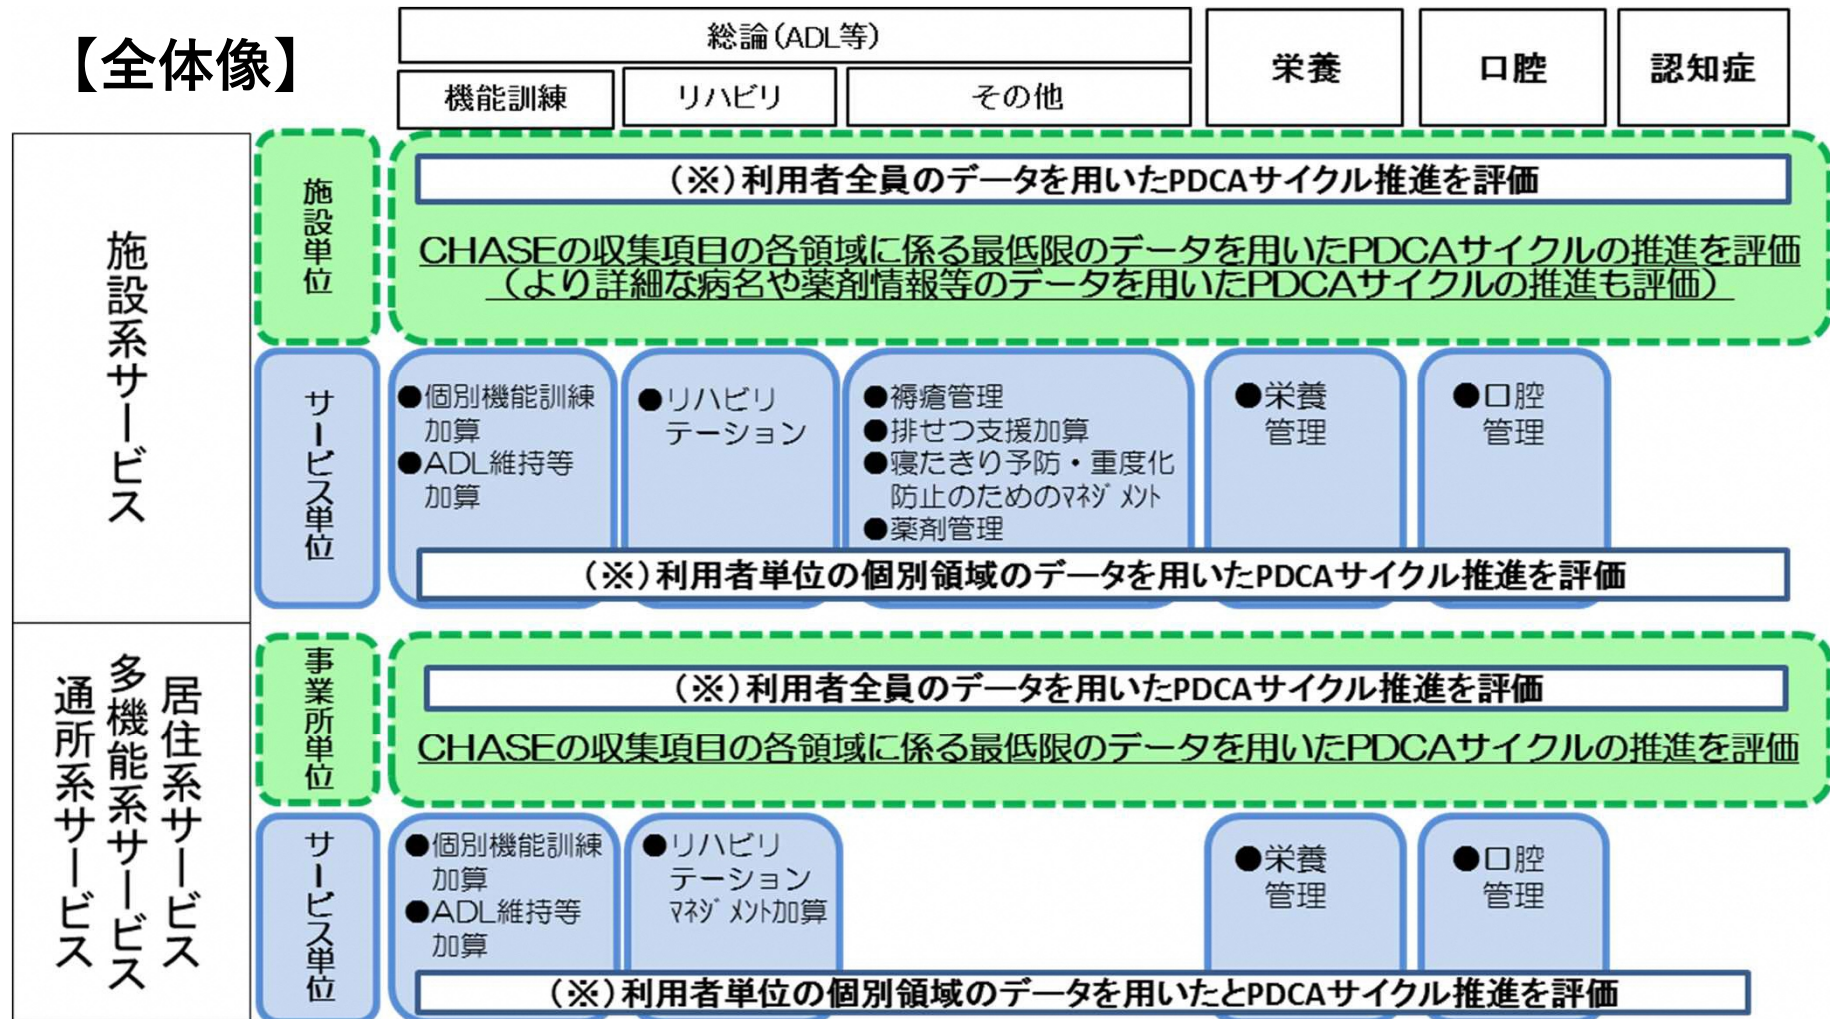 【全体像】
総論(ADL等)
機能訓練
リハビリ
その他
栄養
口腔
認知症
施設系サービス
施設単位
(※)利用者全員のデータを用いたPDCAサイクル推進を評価
CHASEの収集項目の各領域に係る最低限のデータを用いたPDCAサイクルの推進を評価
(より詳細な病名や薬剤情報等のデータを用いたPDCAサイクルの推進も評価)
サービス単位
●個別機能訓練
加算
●ADL維持等
加算
●リハビリ
テーション
●褥瘡管理
●排せつ支援加算
●寝たきり予防・重度化
防止のためのﾏﾈｼﾞﾒﾝﾄ
●薬剤管理
●栄養
管理
●口腔
管理
(※)利用者単位の個別領域のデータを用いたPDCAサイクル推進を評価
居住系サービス
多機能系サービス
通所系サービス
事業所単位
(※)利用者全員のデータを用いたPDCAサイクル推進を評価
CHASEの収集項目の各領域に係る最低限のデータを用いたPDCAサイクルの推進を評価
サービス単位
●個別機能訓練
加算
●ADL維持等
加算
●リハビリ
テーション
ﾏﾈｼﾞﾒﾝﾄ加算
●栄養
管理
●口腔
管理
(※)利用者単位の個別領域のデータを用いたとPDCAサイクル推進を評価